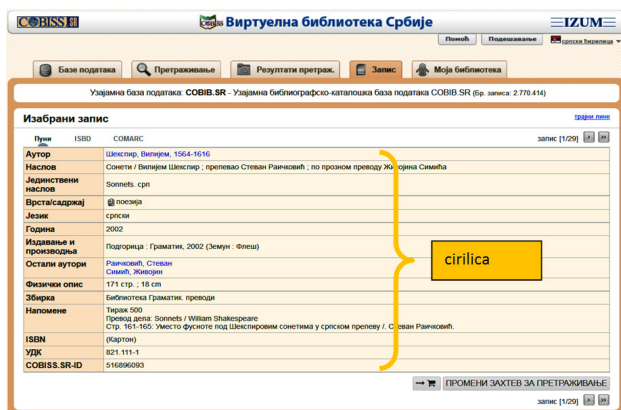 COBISS SR
COBISS Виртуелна библиотека Србије
IZUM
Помоћ Подешавање српски ћирилица
Базе података Претраживање Резултати претраж. Запис Моја библиотека
Узајамна база података: COBIB.SR - Узајамна библиографско-каталошка база података COBIB.SR (бр. записа: 2.770.414)
Изабрани запис трајни линк
Пуни ISBD COMARC запис [1/29]
Аутор Шекспир, Вилијем, 1564-1616
Наслов Сонети / Вилијем Шекспир ; препевао Стеван Раичковић ; по прозном преводу Живојина Симића
Јединствени
наслов Sonnets. срп
Врста/садржај поезија
Језик српски
Година 2002
Издавање и
производња Подгорица : Граматик, 2002 (Земун : Флеш)
Остали аутори Раичковић, Стеван
Симић, Живојин
cirilica
Физички опис 171 стр. ; 18 cm
Збирка Библиотека Граматик. преводи
Напомене Тираж 500
Превод дела: Sonnets / William Shakespeare
Стр. 161-165: Уместо фусноте под Шекспировим сонетима у српском препеву /. Стеван Раичковић.
ISBN (Картон)
УДК 821.111-1
COBISS.SR-ID 516896093
ПРОМЕНИ ЗАХТЕВ ЗА ПРЕТРАЖИВАЊЕ
запис [1/29]